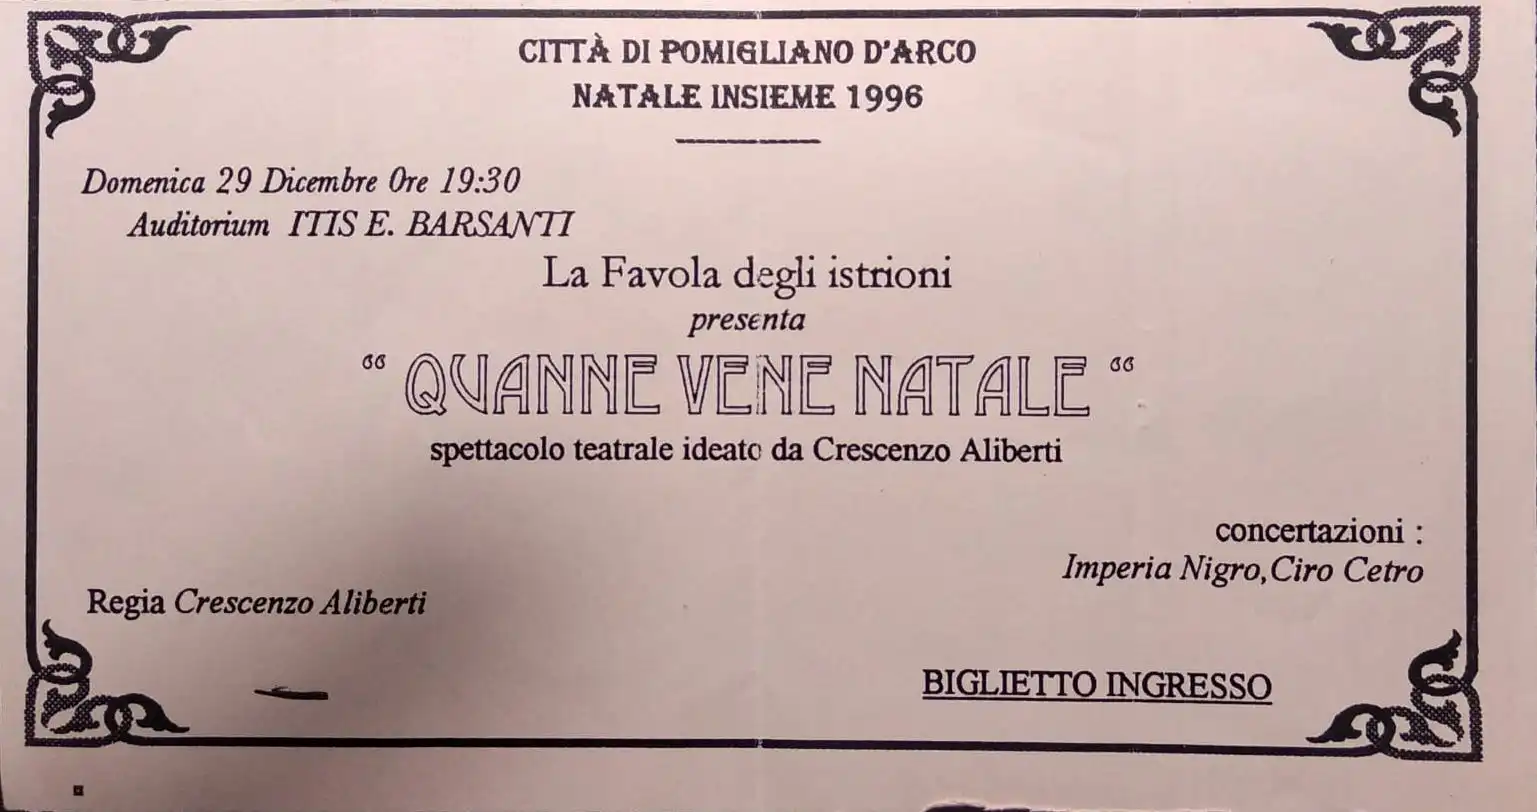 CITTÀ DI POMIGLIANO D'ARCO
NATALE INSIEME 1996
Domenica 29 Dicembre Ore 19:30
Auditorium ITIS E. BARSANTI
La Favola degli istrioni
presenta
“ QUANNE VENE NATALE “
spettacolo teatrale ideato da Crescenzo Aliberti
concertazioni :
Imperia Nigro,Ciro Cetro
Regia Crescenzo Aliberti
BIGLIETTO INGRESSO